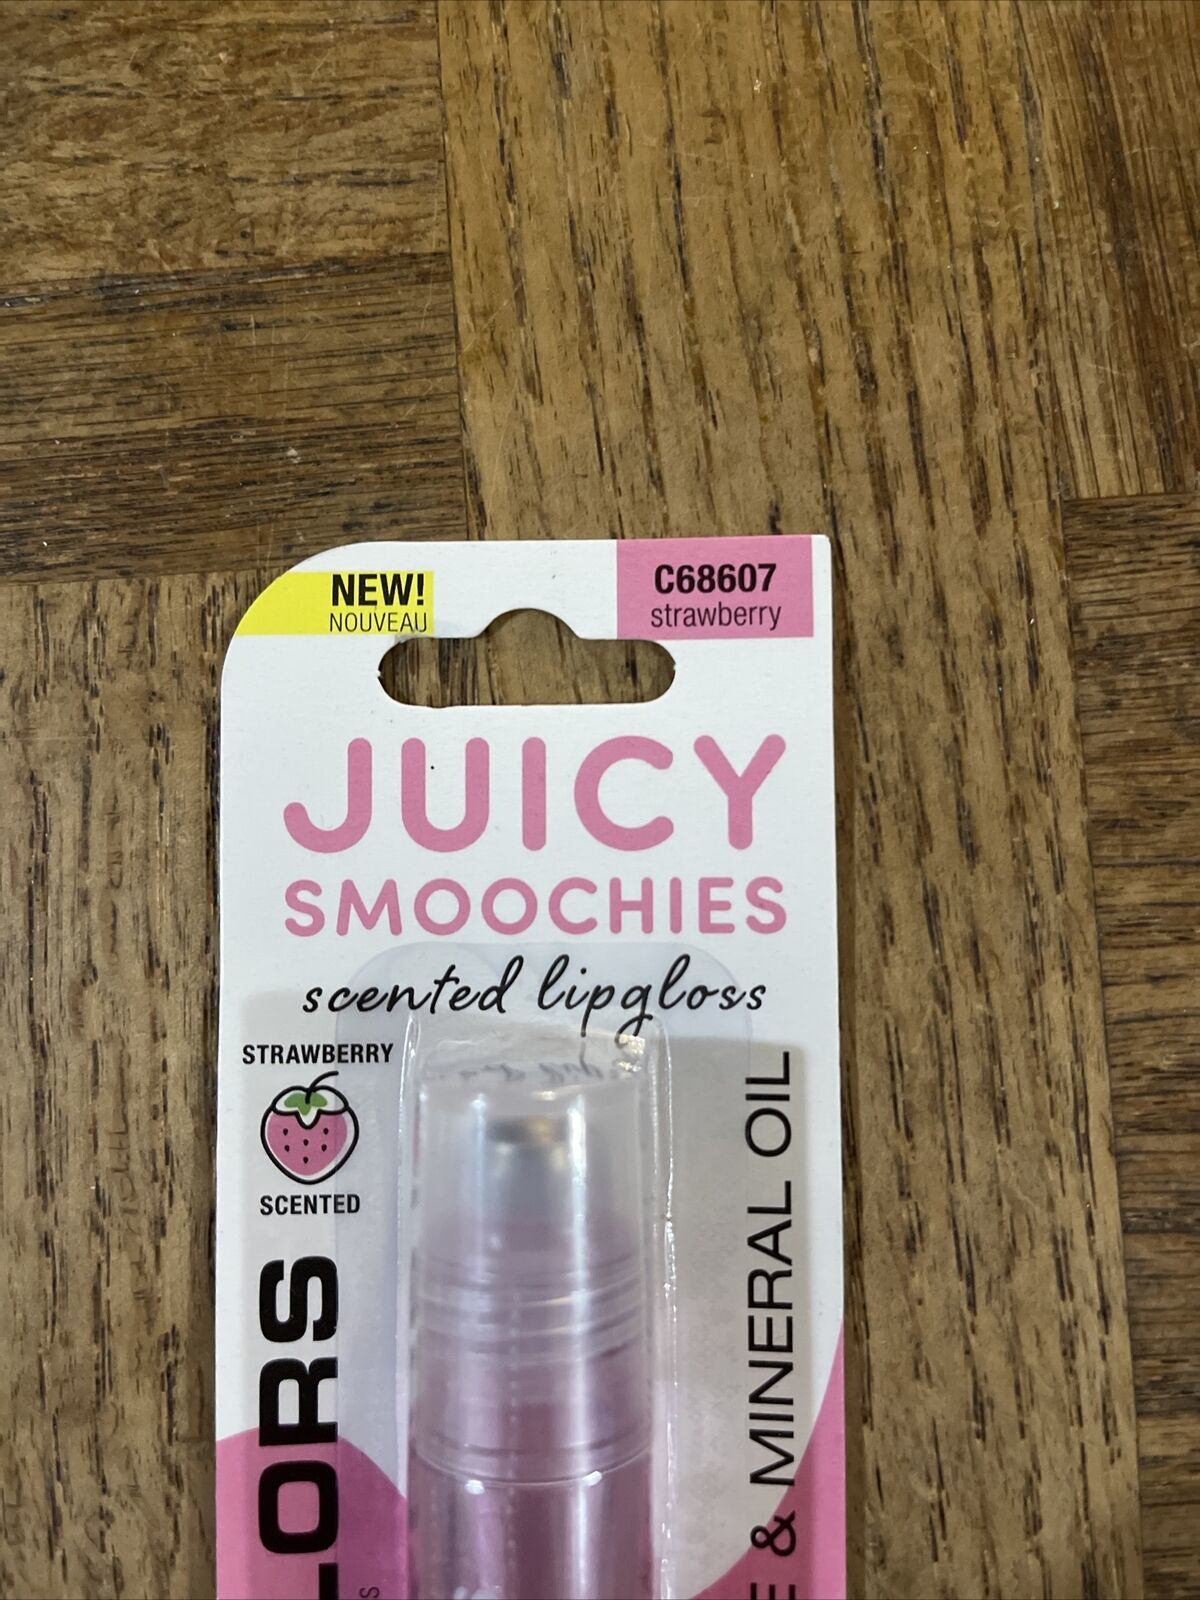 NEW!
NOUVEAU
C68607
strawberry
JUICY
SMOOCHIES
scented lipgloss
STRAWBERRY
SCENTED
LORS
E & MINERAL OIL